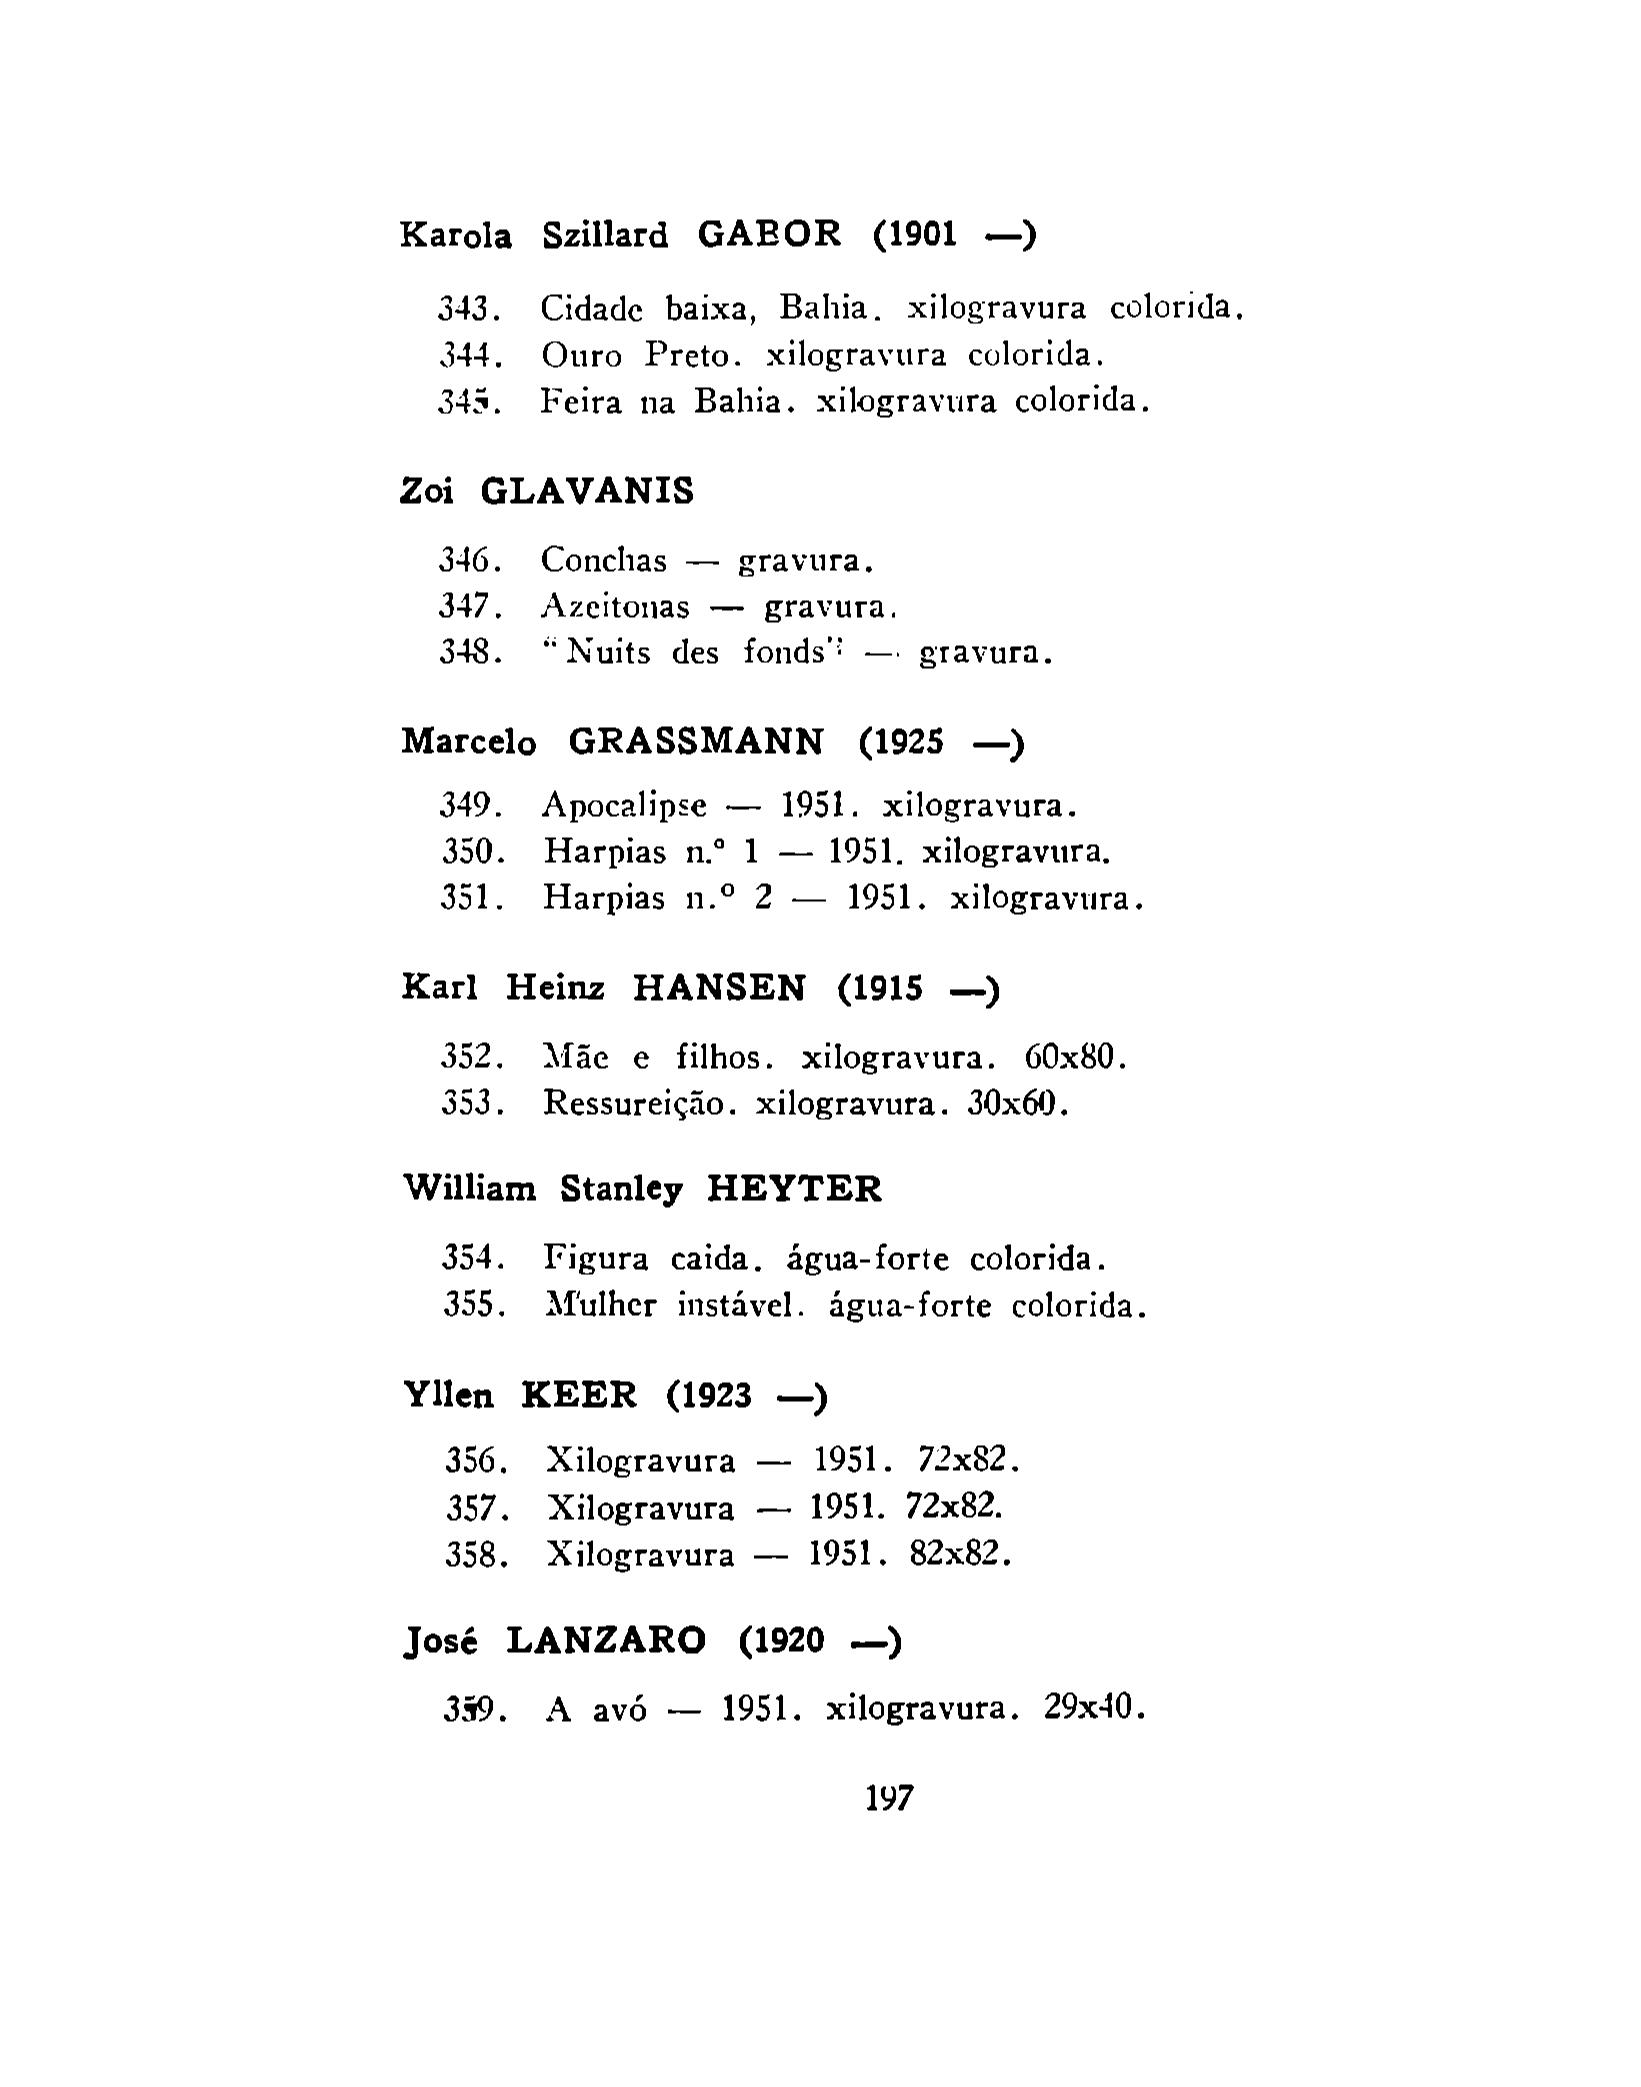 Karola Szillard GABOR (1901 —)
343. Cidade baixa, Bahia. xilogravura colorida.
344. Ouro Preto. xilogravura colorida.
345. Feira na Bahia. xilogravura colorida.
Zoi GLAVANIS
346. Conchas — gravura.
347. Azeitonas — gravura.
348. "Nuits des fonds" — gravura.
Marcelo GRASSMANN (1925 —)
349. Apocalipse — 1951. xilogravura.
350. Harpias n.º 1 — 1951. xilogravura.
351. Harpias n.º 2 — 1951. xilogravura.
Karl Heinz HANSEN (1915 —)
352. Mãe e filhos. xilogravura. 60x80.
353. Ressureição. xilogravura. 30x60.
William Stanley HEYTER
354. Figura caida. água-forte colorida.
355. Mulher instável. água-forte colorida.
Yllen KEER (1923 —)
356. Xilogravura — 1951. 72x82.
357. Xilogravura — 1951. 72x82.
358. Xilogravura — 1951. 82x82.
José LANZARO (1920 —)
359. A avó — 1951. xilogravura. 29x40.
197